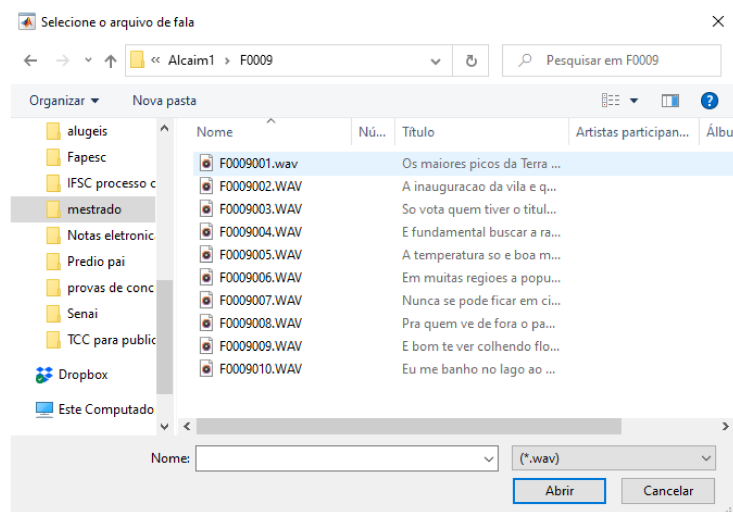 Selecione o arquivo de fala
« Alcaim1 > F0009
Pesquisar em F0009
Organizar Nova pasta
Nome Nú... Título Artistas participan... Álbu
alugeis
Fapesc
IFSC processo c
mestrado
Notas eletronic
Predio pai
provas de conc
Senai
TCC para public
Dropbox
Este Computado
F0009001.wav Os maiores picos da Terra ...
F0009002.WAV A inauguracao da vila e q...
F0009003.WAV So vota quem tiver o titul...
F0009004.WAV E fundamental buscar a ra...
F0009005.WAV A temperatura so e boa m...
F0009006.WAV Em muitas regioes a popu...
F0009007.WAV Nunca se pode ficar em ci...
F0009008.WAV Pra quem ve de fora o pa...
F0009009.WAV E bom te ver colhendo flo...
F0009010.WAV Eu me banho no lago ao ...
Nome: (*.wav)
Abrir Cancelar